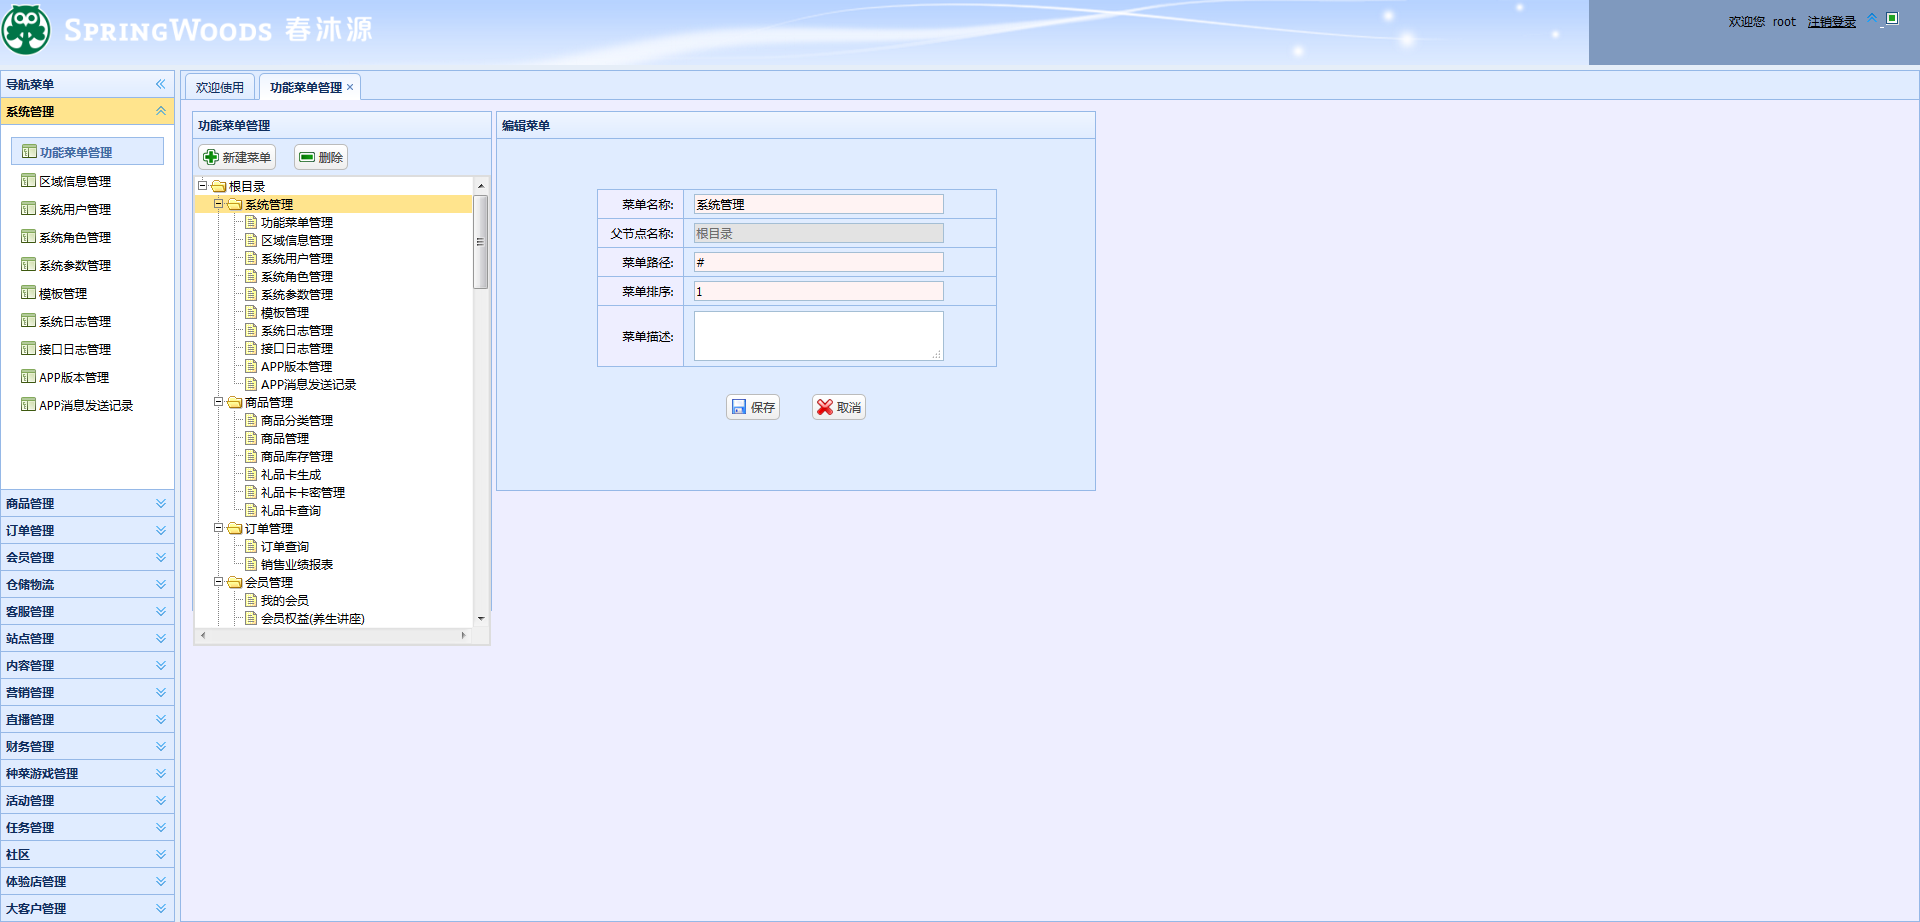 SPRINGWOODS 春沐源
欢迎您 root 注销登录
导航菜单
系统管理
功能菜单管理
区域信息管理
系统用户管理
系统角色管理
系统参数管理
模板管理
系统日志管理
接口日志管理
APP版本管理
APP消息发送记录
商品管理
订单管理
会员管理
仓储物流
客服管理
站点管理
内容管理
营销管理
直播管理
财务管理
种菜游戏管理
活动管理
任务管理
社区
体验店管理
大客户管理
欢迎使用 功能菜单管理
功能菜单管理
新建菜单 删除
根目录
系统管理
功能菜单管理
区域信息管理
系统用户管理
系统角色管理
系统参数管理
模板管理
系统日志管理
接口日志管理
APP版本管理
APP消息发送记录
商品管理
商品分类管理
商品管理
商品库存管理
礼品卡生成
礼品卡卡密管理
礼品卡查询
订单管理
订单查询
销售业绩报表
会员管理
我的会员
会员权益(养生讲座)
编辑菜单
菜单名称: 系统管理
父节点名称: 根目录
菜单路径: #
菜单排序: 1
菜单描述:
保存 取消